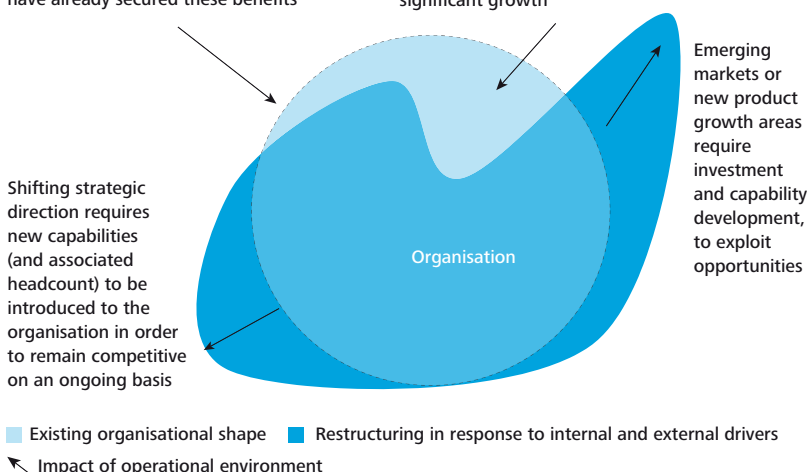 have already secured these benefits
significant growth
Emerging
markets or
new product
growth areas
require
investment
and capability
development,
to exploit
opportunities
Shifting strategic
direction requires
new capabilities
(and associated
headcount) to be
introduced to the
organisation in order
to remain competitive
on an ongoing basis
Organisation
Existing organisational shape
Restructuring in response to internal and external drivers
Impact of operational environment